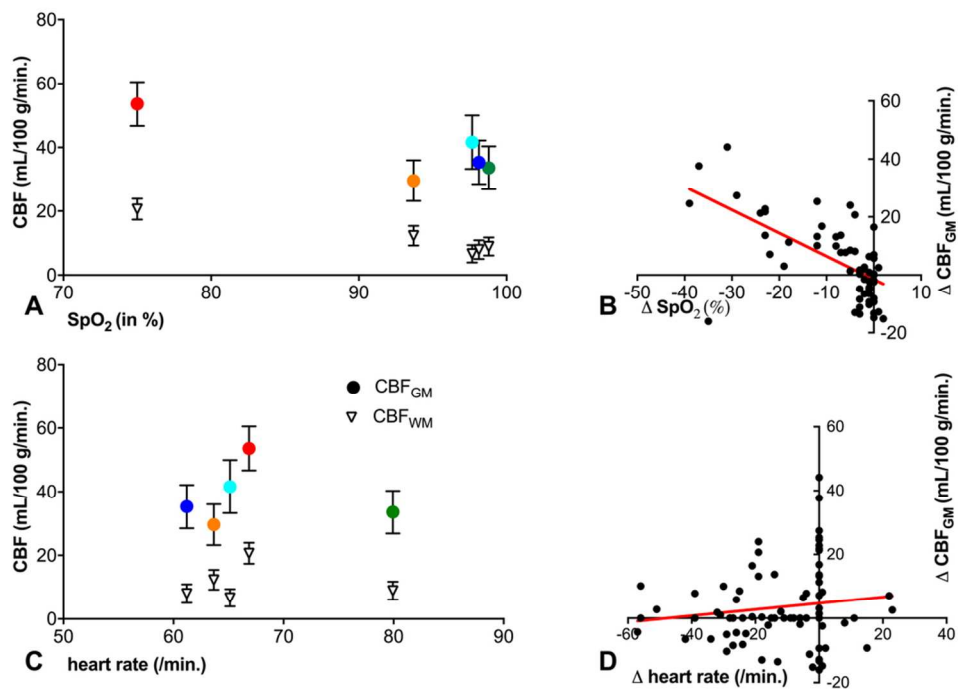 80
60
40
20
0
70
80
90
100
CBF (mL/100 g/min.)
A
SpO2 (in %)
60
40
20
-20
-50
-40
-30
-20
-10
10
Δ CBFGM (mL/100 g/min.)
B
Δ SpO2 (%)
80
60
40
20
0
50
60
70
80
90
CBF (mL/100 g/min.)
CBFGM
CBFWM
C
heart rate (/min.)
60
40
20
-20
-60
-40
-20
20
40
Δ CBFGM (mL/100 g/min.)
D
Δ heart rate (/min.)